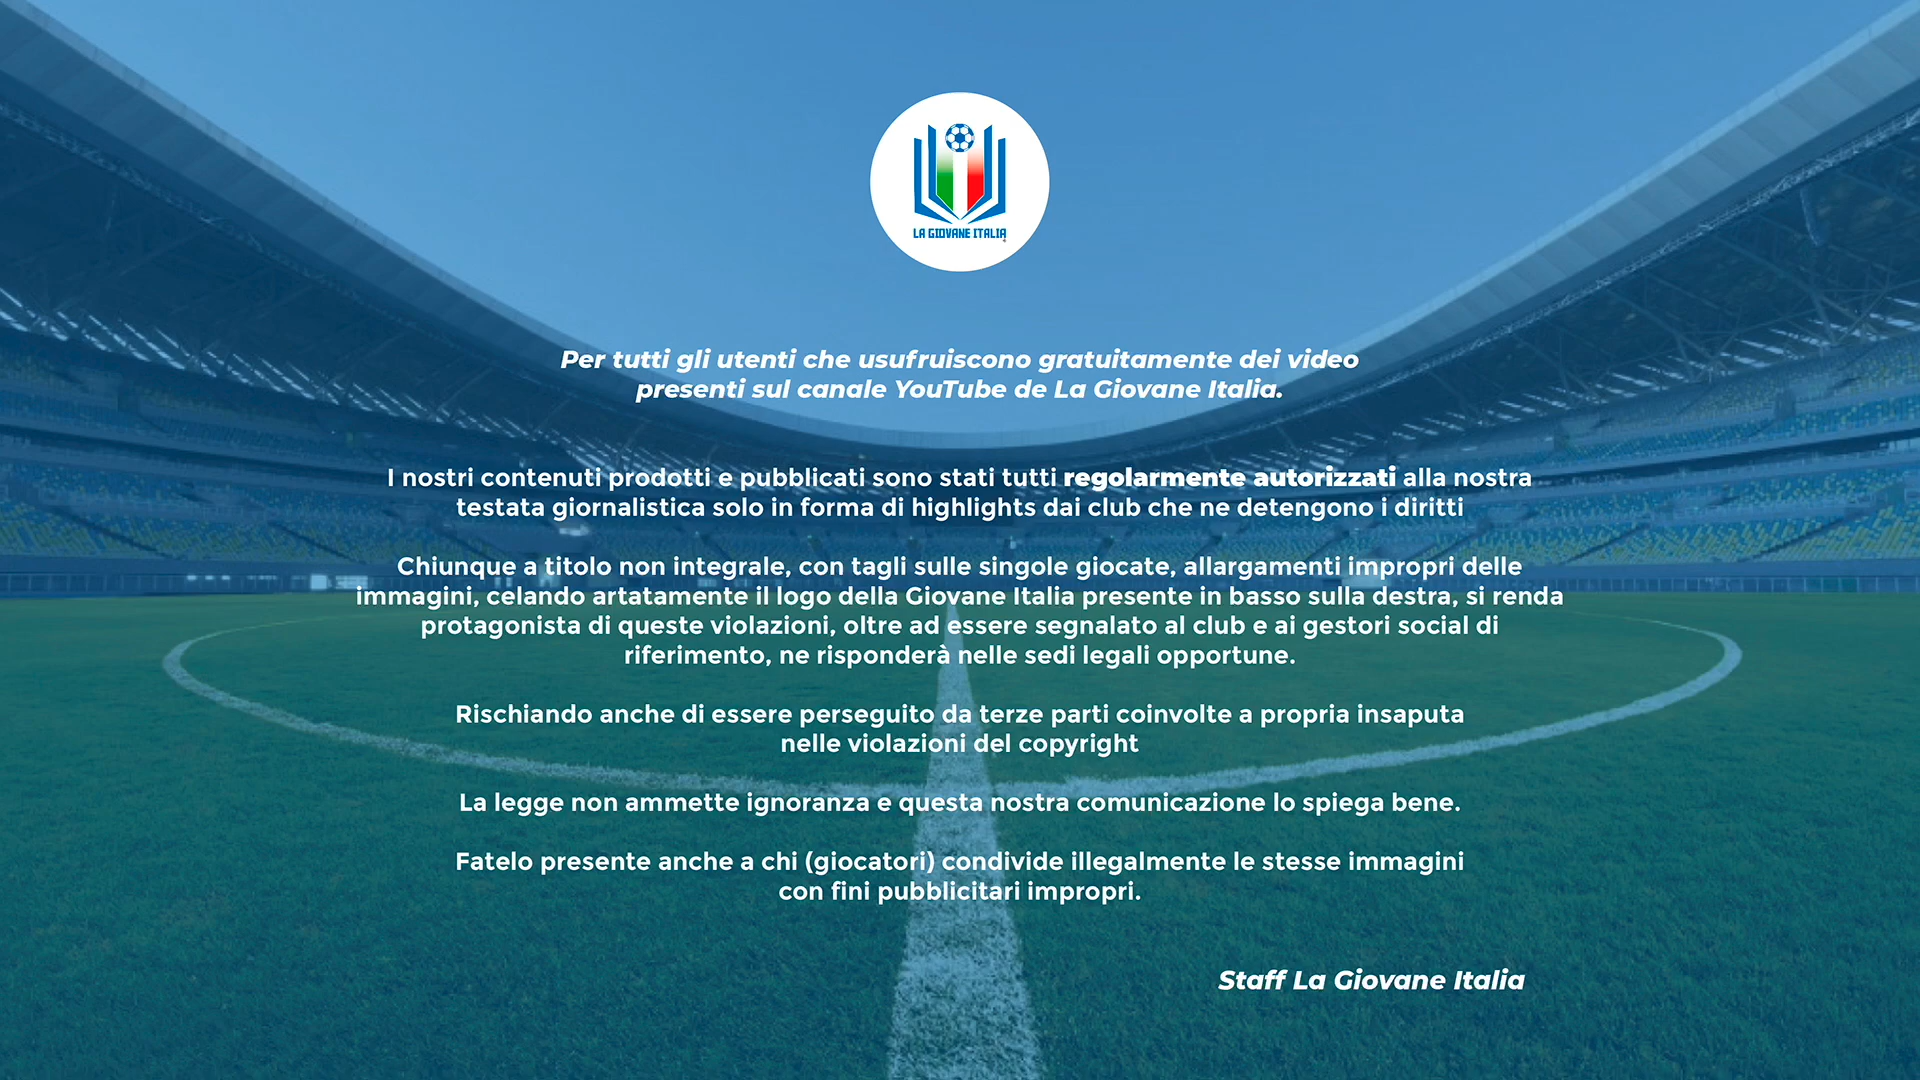 LA GIOVANE ITALIA
Per tutti gli utenti che usufruiscono gratuitamente dei video
presenti sul canale YouTube de La Giovane Italia.
I nostri contenuti prodotti e pubblicati sono stati tutti regolarmente autorizzati alla nostra
testata giornalistica solo in forma di highlights dai club che ne detengono i diritti
Chiunque a titolo non integrale, con tagli sulle singole giocate, allargamenti impropri delle
immagini, celando artatamente il logo della Giovane Italia presente in basso sulla destra, si renda
protagonista di queste violazioni, oltre ad essere segnalato al club e ai gestori social di
riferimento, ne risponderà nelle sedi legali opportune.
Rischiando anche di essere perseguito da terze parti coinvolte a propria insaputa
nelle violazioni del copyright
La legge non ammette ignoranza e questa nostra comunicazione lo spiega bene.
Fatelo presente anche a chi (giocatori) condivide illegalmente le stesse immagini
con fini pubblicitari impropri.
Staff La Giovane Italia